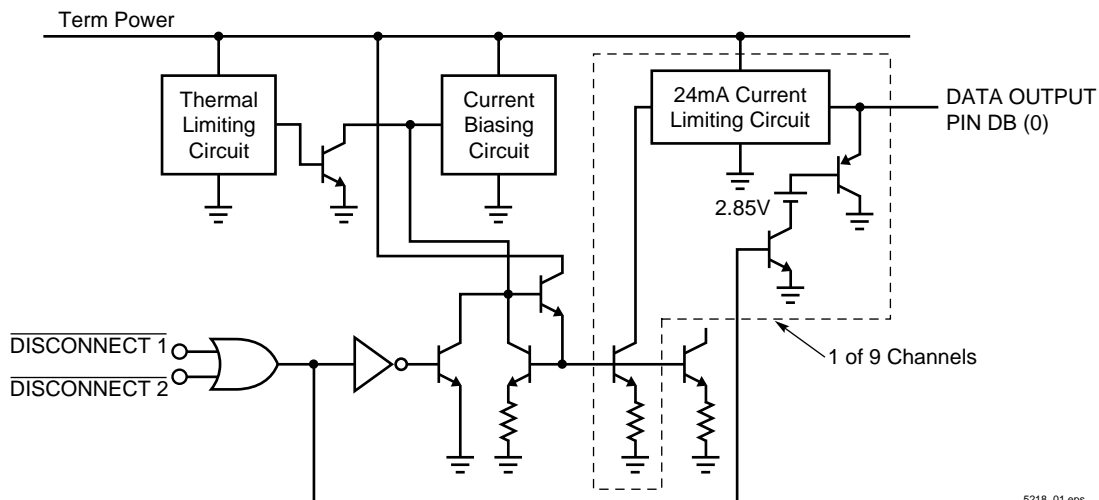 Term Power
Thermal
Limiting
Circuit
Current
Biasing
Circuit
24mA Current
Limiting Circuit
DATA OUTPUT
PIN DB (0)
2.85V
DISCONNECT 1
DISCONNECT 2
1 of 9 Channels
5218_01.eps